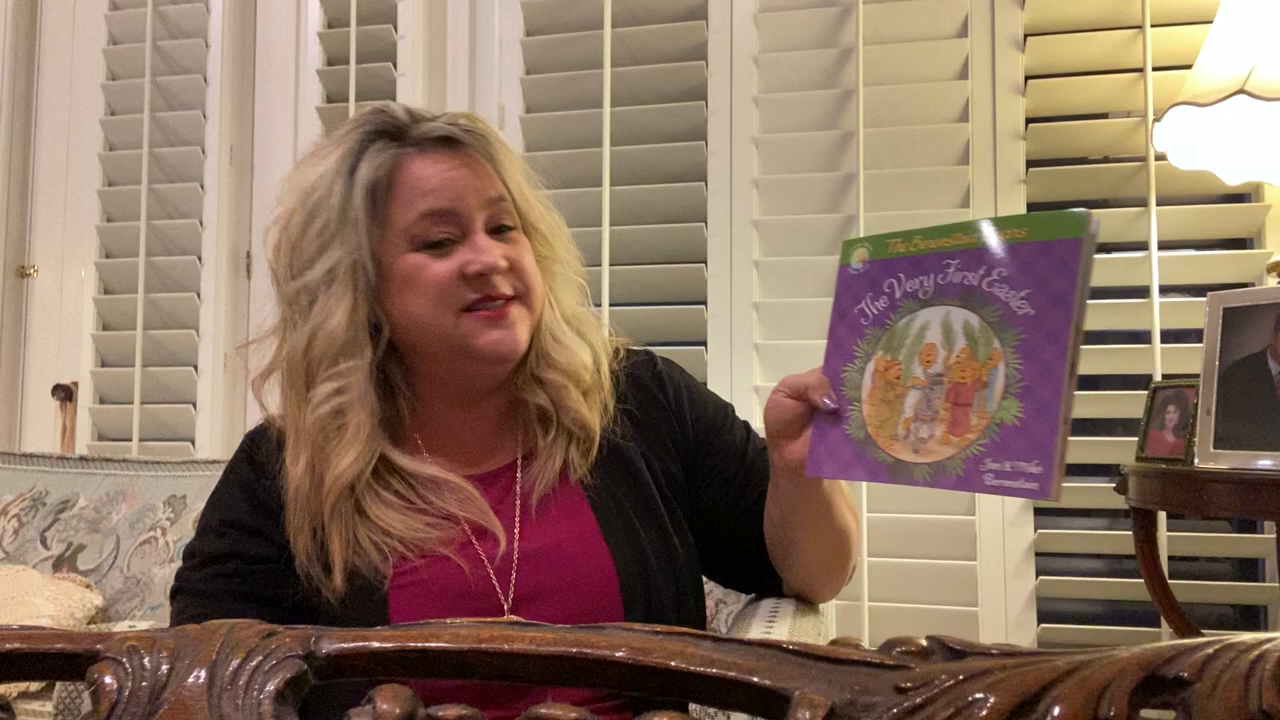 The Berenstain Bears
The Very First Easter
Jan & Mike
Berenstain